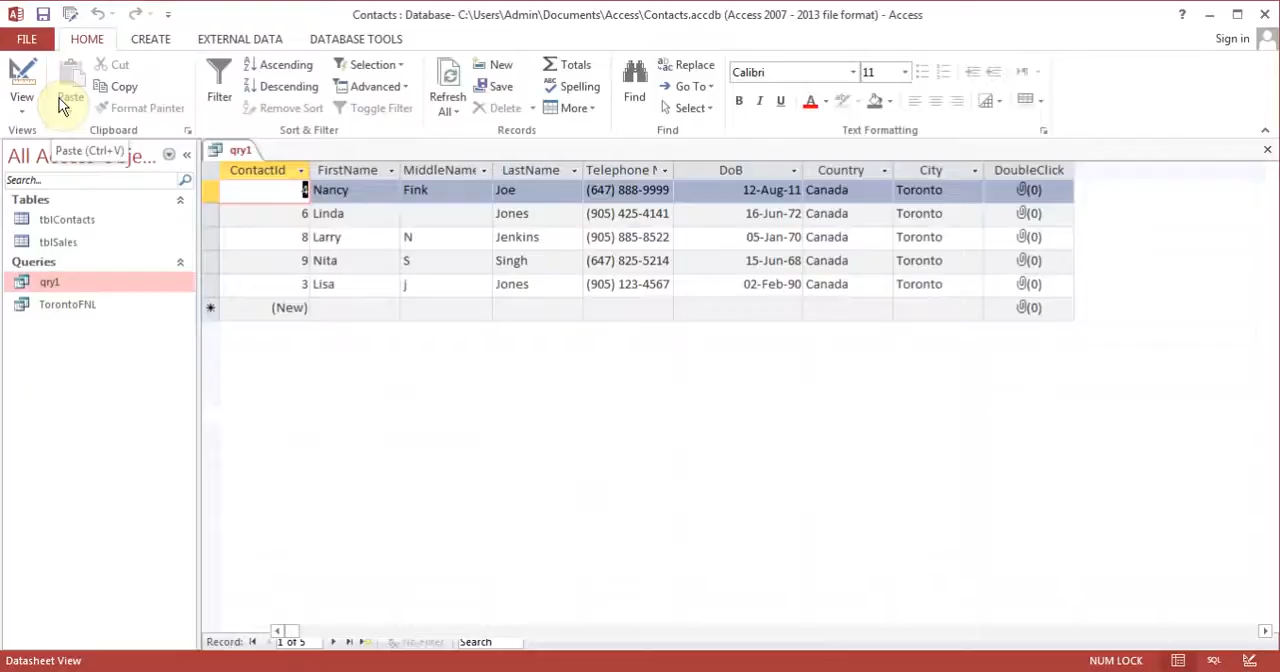 Contacts : Database- C:\Users\Admin\Documents\Access\Contacts.accdb (Access 2007 - 2013 file format) - Access
FILE HOME CREATE EXTERNAL DATA DATABASE TOOLS Sign in
View Paste Cut Copy Format Painter
Filter Ascending Descending Remove Sort Selection Advanced Toggle Filter
Refresh All New Save Delete Totals Spelling More
Find Replace Go To Select
Calibri 11
B I U A
Views Clipboard Sort & Filter Records Find Text Formatting
Paste (Ctrl+V)
All A
Search...
Tables
tblContacts
tblSales
Queries
qry1
TorontoFNL
qry1
ContactId FirstName MiddleName LastName Telephone DoB Country City DoubleClick
4 Nancy Fink Joe (647) 888-9999 12-Aug-11 Canada Toronto (0)
6 Linda Jones (905) 425-4141 16-Jun-72 Canada Toronto (0)
8 Larry N Jenkins (905) 885-8522 05-Jan-70 Canada Toronto (0)
9 Nita S Singh (647) 825-5214 15-Jun-68 Canada Toronto (0)
3 Lisa j Jones (905) 123-4567 02-Feb-90 Canada Toronto (0)
(New) (0)
Record: 1 of 5 No Filter Search
Datasheet View NUM LOCK SQL